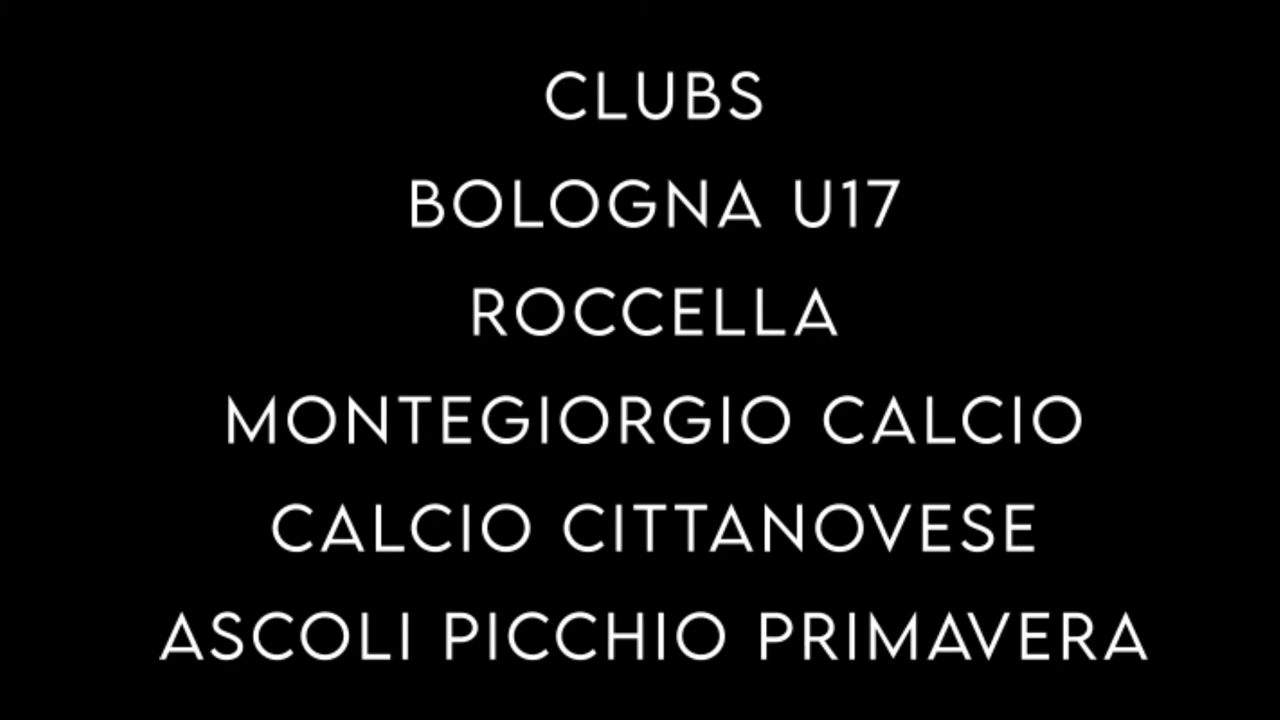 CLUBS
BOLOGNA U17
ROCCELLA
MONTEGIORGIO CALCIO
CALCIO CITTANOVESE
ASCOLI PICCHIO PRIMAVERA